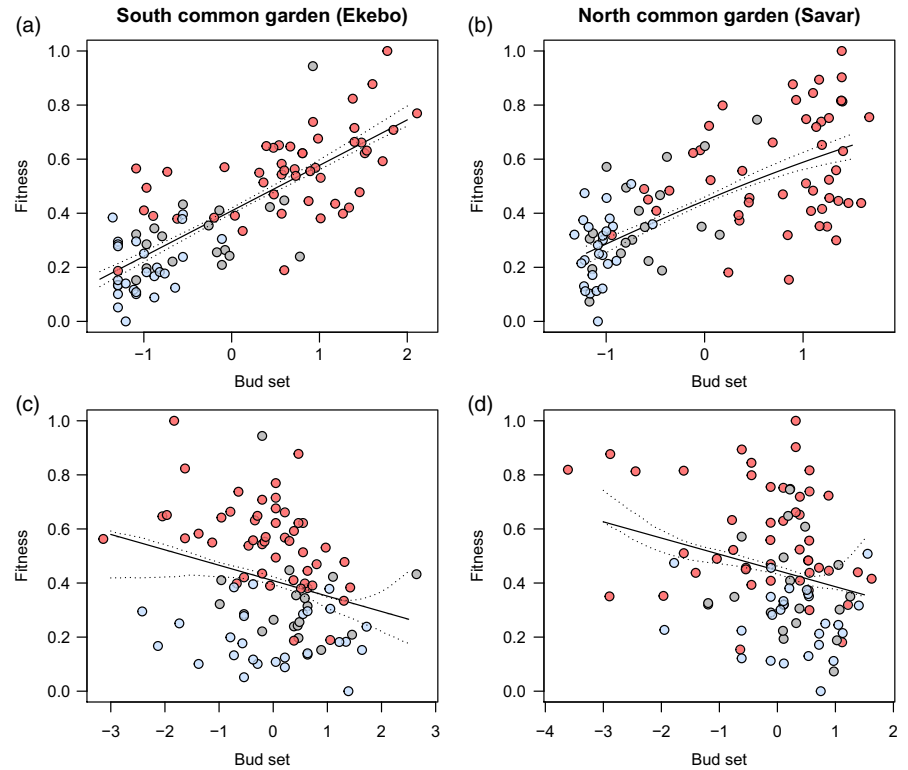 South common garden (Ekebo)
North common garden (Savar)
(a)
1.0
0.8
0.6
0.4
0.2
0.0
Fitness
−1 0 1 2
Bud set
(b)
1.0
0.8
0.6
0.4
0.2
0.0
Fitness
−1 0 1 2
Bud set
(c)
1.0
0.8
0.6
0.4
0.2
0.0
Fitness
−3 −2 −1 0 1 2 3
Bud set
(d)
1.0
0.8
0.6
0.4
0.2
0.0
Fitness
−4 −3 −2 −1 0 1 2
Bud set